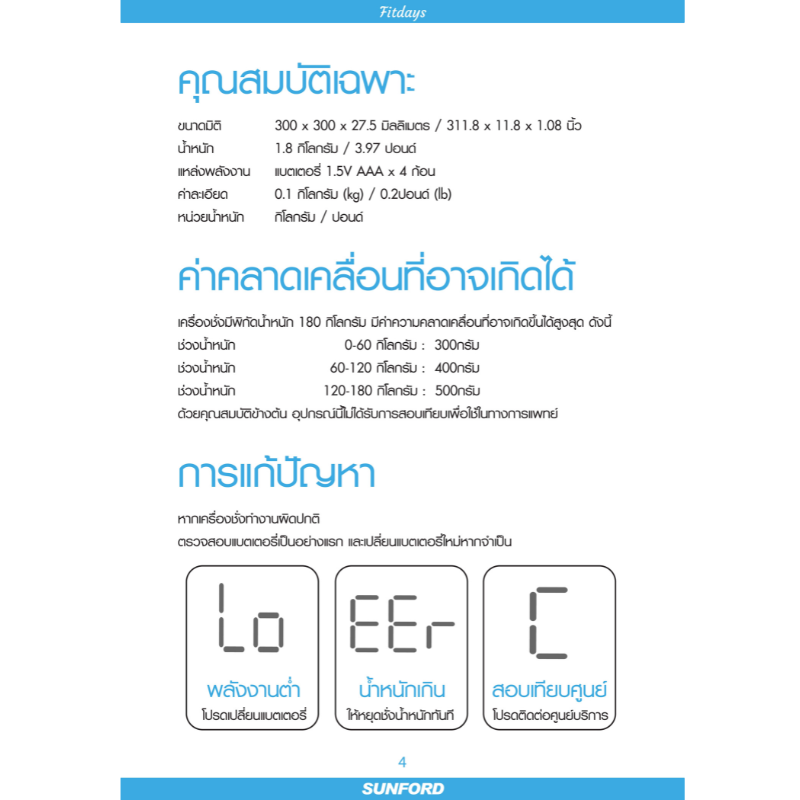 Fitdays
คุณสมบัติเฉพาะ
ขนาดมิติ 300 x 300 x 27.5 มิลลิเมตร / 311.8 x 11.8 x 1.08 นิ้ว
น้ำหนัก 1.8 กิโลกรัม / 3.97 ปอนด์
แหล่งพลังงาน แบตเตอรี่ 1.5V AAA x 4 ก้อน
ค่าละเอียด 0.1 กิโลกรัม (kg) / 0.2ปอนด์ (lb)
หน่วยน้ำหนัก กิโลกรัม / ปอนด์
ค่าคลาดเคลื่อนที่อาจเกิดได้
เครื่องชั่งมีพิกัดน้ำหนัก 180 กิโลกรัม มีค่าความคลาดเคลื่อนที่อาจเกิดขึ้นได้สูงสุด ดังนี้
ช่วงน้ำหนัก 0-60 กิโลกรัม : 300กรัม
ช่วงน้ำหนัก 60-120 กิโลกรัม : 400กรัม
ช่วงน้ำหนัก 120-180 กิโลกรัม : 500กรัม
ด้วยคุณสมบัติข้างต้น อุปกรณ์นี้ไม่ได้รับการสอบเทียบเพื่อใช้ในทางการแพทย์
การแก้ปัญหา
หากเครื่องชั่งทำงานผิดปกติ
ตรวจสอบแบตเตอรี่เป็นอย่างแรก และเปลี่ยนแบตเตอรี่ใหม่หากจำเป็น
Lo EEr C
พลังงานต่ำ น้ำหนักเกิน สอบเทียบศูนย์
โปรดเปลี่ยนแบตเตอรี่ ให้หยุดชั่งน้ำหนักทันที โปรดติดต่อศูนย์บริการ
4
SUNFORD